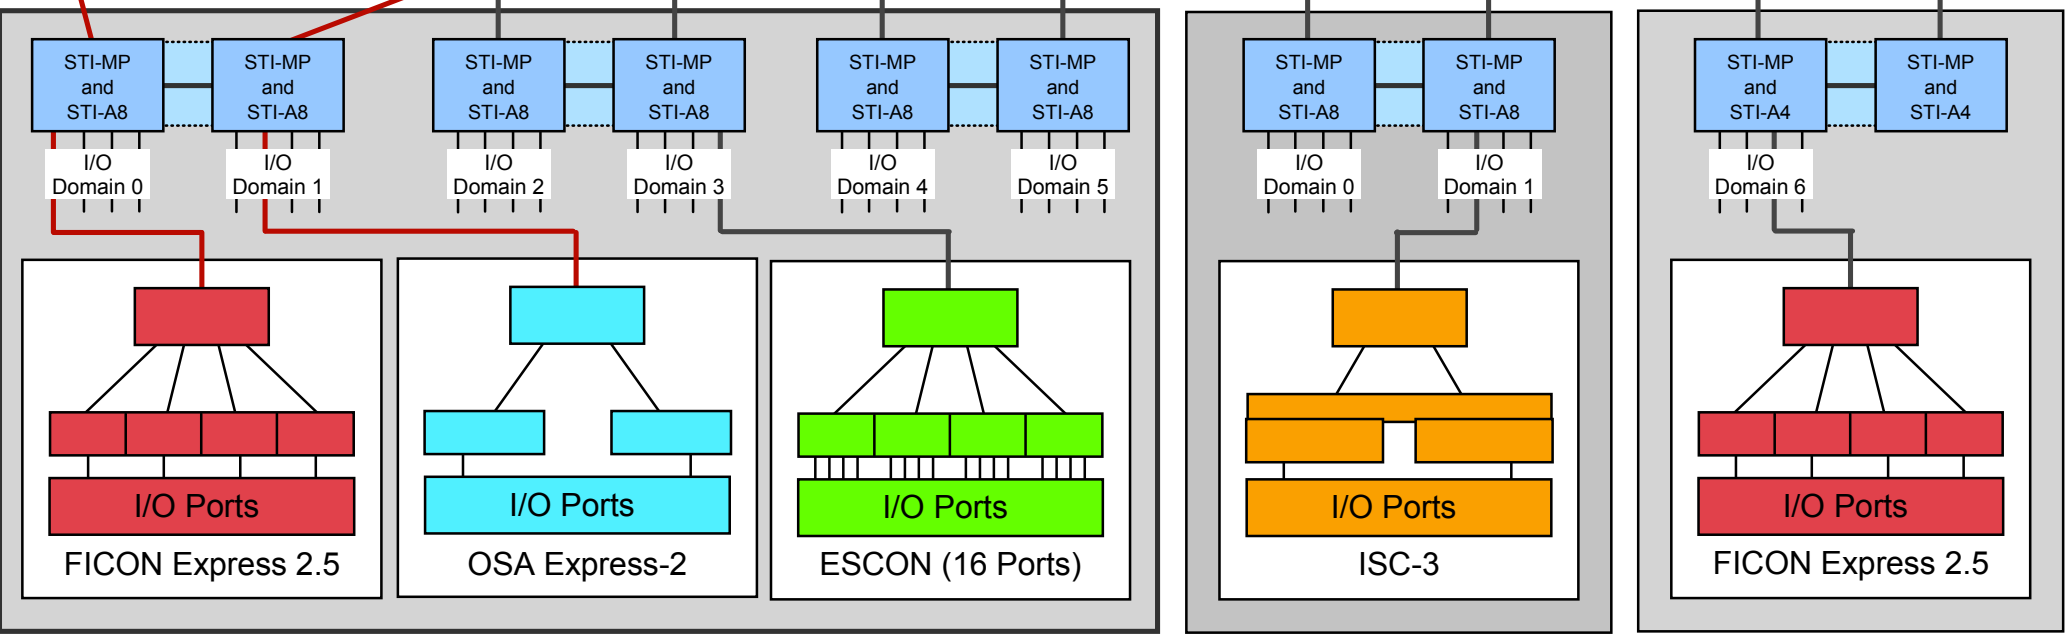 STI-MP
and
STI-A8
STI-MP
and
STI-A8
STI-MP
and
STI-A8
STI-MP
and
STI-A8
STI-MP
and
STI-A8
STI-MP
and
STI-A8
STI-MP
and
STI-A8
STI-MP
and
STI-A8
STI-MP
and
STI-A4
STI-MP
and
STI-A4
I/O
Domain 0
I/O
Domain 1
I/O
Domain 2
I/O
Domain 3
I/O
Domain 4
I/O
Domain 5
I/O
Domain 0
I/O
Domain 1
I/O
Domain 6
I/O Ports
FICON Express 2.5
I/O Ports
OSA Express-2
I/O Ports
ESCON (16 Ports)
I/O Ports
ISC-3
I/O Ports
FICON Express 2.5